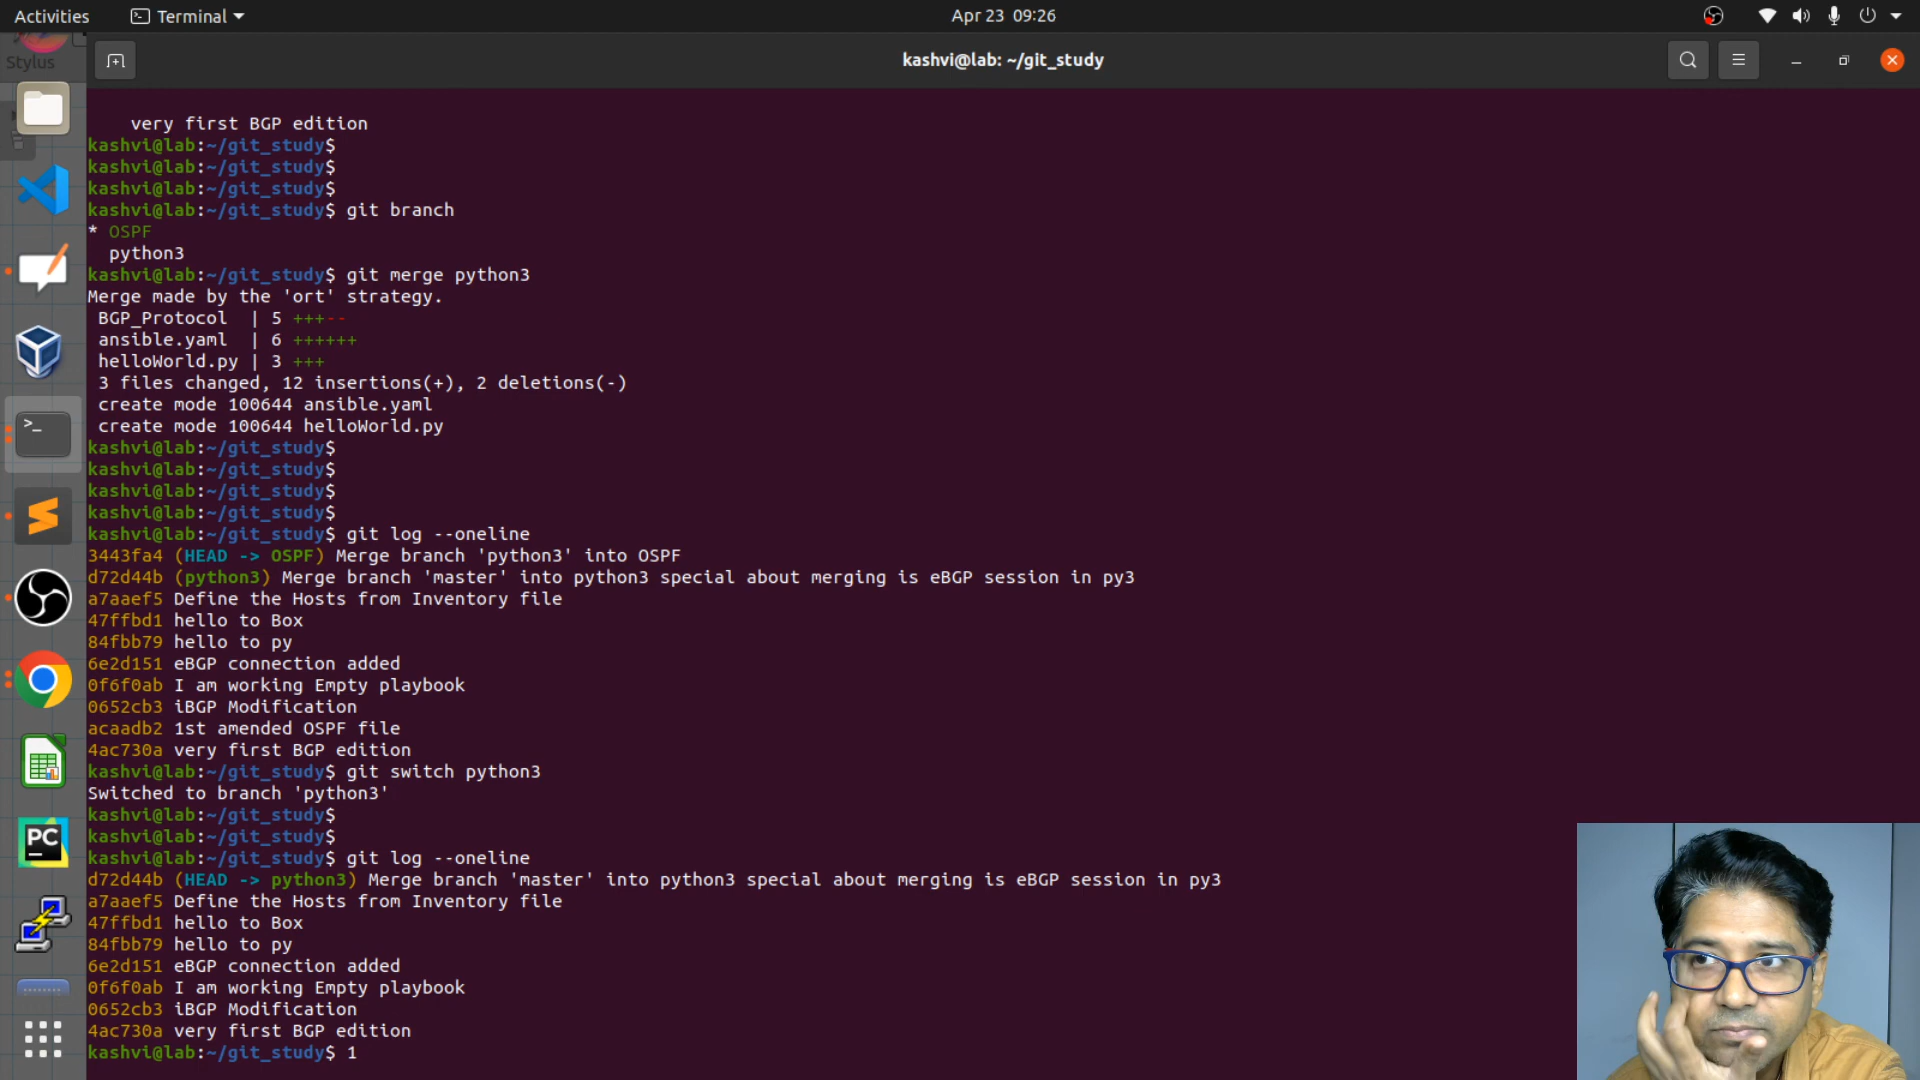 Activities
Terminal
Apr 23 09:26
Stylus
kashvi@lab: ~/git_study
very first BGP edition
kashvi@lab:~/git_study$
kashvi@lab:~/git_study$
kashvi@lab:~/git_study$
kashvi@lab:~/git_study$ git branch
* OSPF
python3
kashvi@lab:~/git_study$ git merge python3
Merge made by the 'ort' strategy.
BGP_Protocol | 5 +++--
ansible.yaml | 6 ++++++
helloWorld.py | 3 +++
3 files changed, 12 insertions(+), 2 deletions(-)
create mode 100644 ansible.yaml
create mode 100644 helloWorld.py
kashvi@lab:~/git_study$
kashvi@lab:~/git_study$
kashvi@lab:~/git_study$
kashvi@lab:~/git_study$
kashvi@lab:~/git_study$ git log --oneline
3443fa4 (HEAD -> OSPF) Merge branch 'python3' into OSPF
d72d44b (python3) Merge branch 'master' into python3 special about merging is eBGP session in py3
a7aaef5 Define the Hosts from Inventory file
47ffbd1 hello to Box
84fbb79 hello to py
6e2d151 eBGP connection added
0f6f0ab I am working Empty playbook
0652cb3 iBGP Modification
acaadb2 1st amended OSPF file
4ac730a very first BGP edition
kashvi@lab:~/git_study$ git switch python3
Switched to branch 'python3'
kashvi@lab:~/git_study$
kashvi@lab:~/git_study$
kashvi@lab:~/git_study$ git log --oneline
d72d44b (HEAD -> python3) Merge branch 'master' into python3 special about merging is eBGP session in py3
a7aaef5 Define the Hosts from Inventory file
47ffbd1 hello to Box
84fbb79 hello to py
6e2d151 eBGP connection added
0f6f0ab I am working Empty playbook
0652cb3 iBGP Modification
4ac730a very first BGP edition
kashvi@lab:~/git_study$ 1
PC